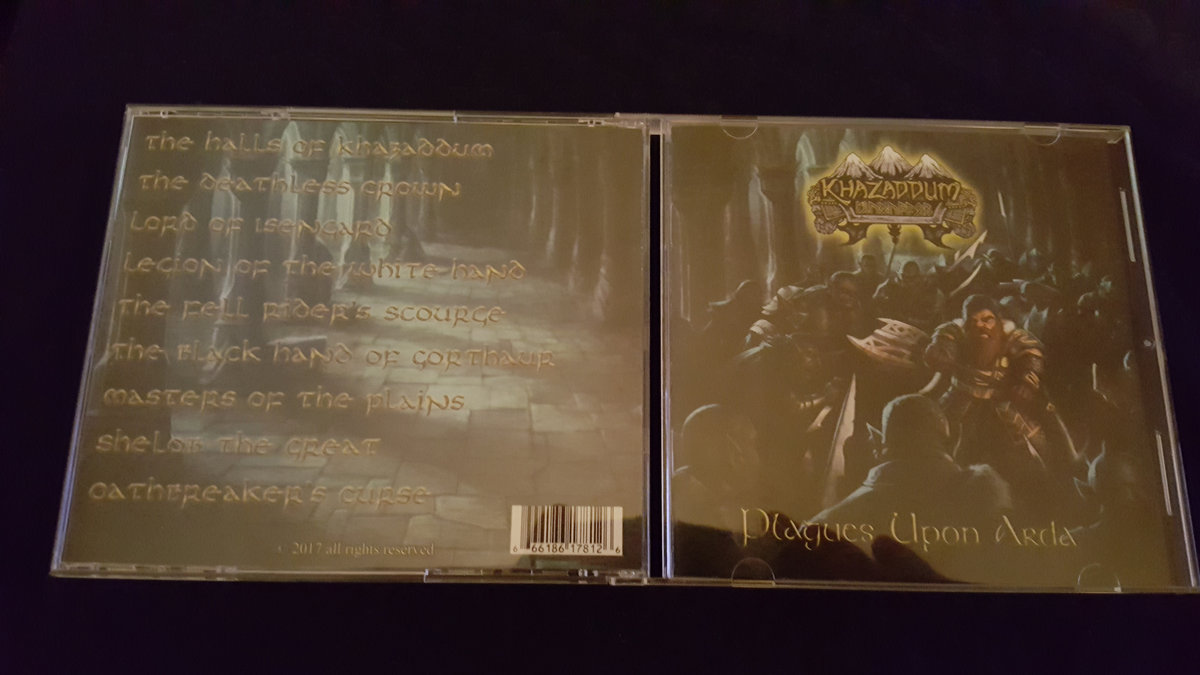 The Halls of Khazaddum
The Deathless Crown
Lord of Isengard
Legion of the White Hand
The Fell Rider's Scourge
The Black Hand of Gorthaur
Masters of the Plains
Shelob the Great
Oathbreaker's Curse
© 2017 all rights reserved
6 66186 17812 6
KHAZADDUM
Plagues Upon Arda